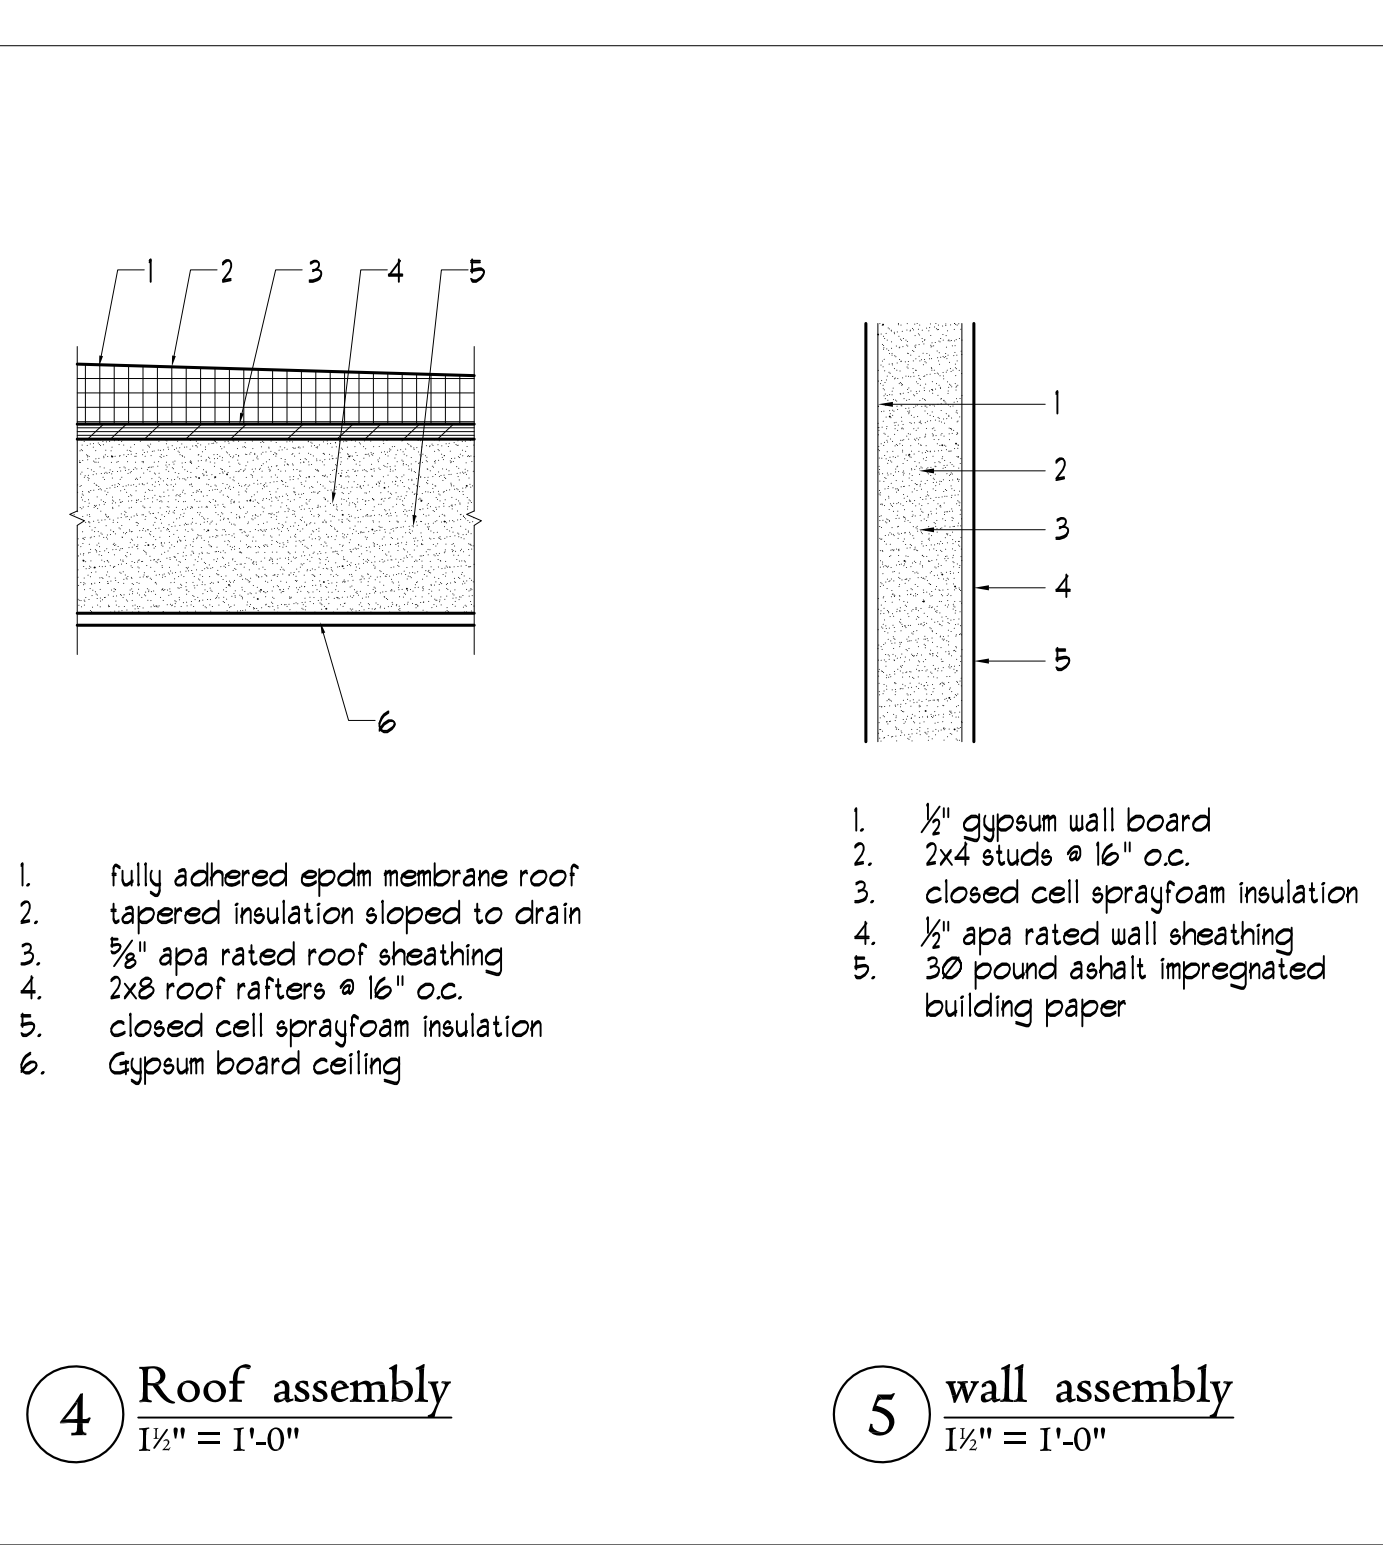 1 2 3 4 5
6
1. fully adhered epdm membrane roof
2. tapered insulation sloped to drain
3. ⅝" apa rated roof sheathing
4. 2x8 roof rafters @ 16" o.c.
5. closed cell sprayfoam insulation
6. Gypsum board ceiling
4 Roof assembly
1½" = 1'-0"
1
2
3
4
5
1. ½" gypsum wall board
2. 2x4 studs @ 16" o.c.
3. closed cell sprayfoam insulation
4. ½" apa rated wall sheathing
5. 30 pound ashalt impregnated
building paper
5 wall assembly
1½" = 1'-0"